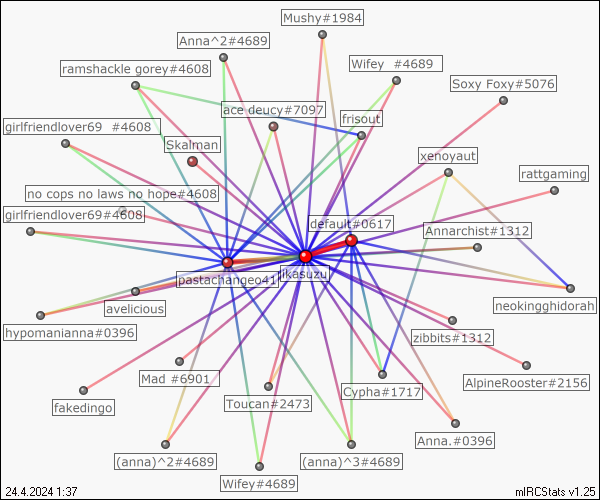 Mushy#1984
Anna^2#4689
Wifey  #4689
ramshackle gorey#4608
Soxy Foxy#5076
ace deucy#7097
frisout
girlfriendlover69  #4608
Skalman
xenoyaut
rattgaming
no cops no laws no hope#4608
girlfriendlover69#4608
default#0617
Annarchist#1312
pastachangeo41
ikasuzu
avelicious
neokingghidorah
hypomanianna#0396
zibbits#1312
Mad #6901
AlpineRooster#2156
Cypha#1717
fakedingo
Toucan#2473
Anna.#0396
(anna)^2#4689
(anna)^3#4689
Wifey#4689
24.4.2024 1:37
mIRCStats v1.25